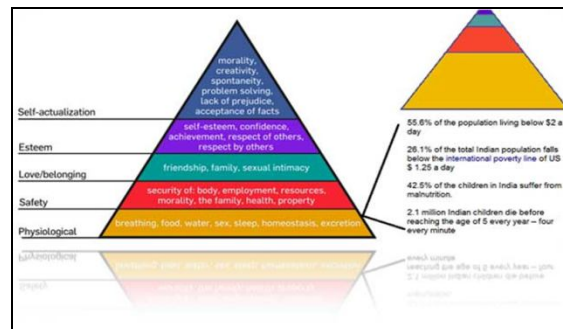 morality,
creativity,
spontaneity,
problem solving,
lack of prejudice,
acceptance of facts
Self-actualization
self-esteem, confidence,
achievement, respect of others,
respect by others
Esteem
friendship, family, sexual intimacy
Love/belonging
security of: body, employment, resources,
morality, the family, health, property
Safety
breathing, food, water, sex, sleep, homeostasis, excretion
Physiological
55.6% of the population living below $2 a
day
26.1% of the total Indian population falls
below the international poverty line of US
$ 1.25 a day
42.5% of the children in India suffer from
malnutrition.
2.1 million Indian children die before
reaching the age of 5 every year – four
every minute